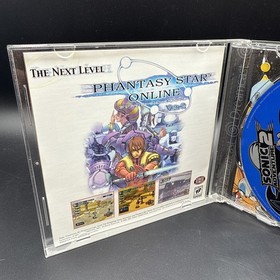 THE NEXT LEVEL
PHANTASY STAR
ONLINE
SONIC
2